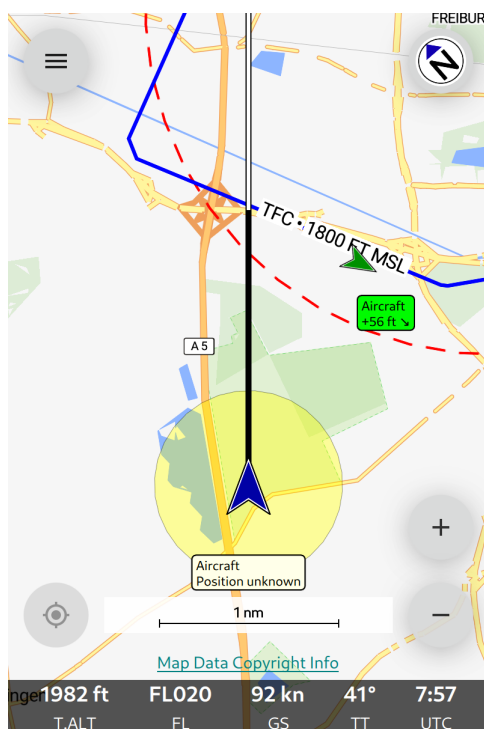 FREIBUR
N
TFC • 1800 FT MSL
Aircraft
+56 ft ↘
A 5
Aircraft
Position unknown
1 nm
Map Data Copyright Info
ingen
1982 ft FL020 92 kn 41° 7:57
T.ALT FL GS TT UTC